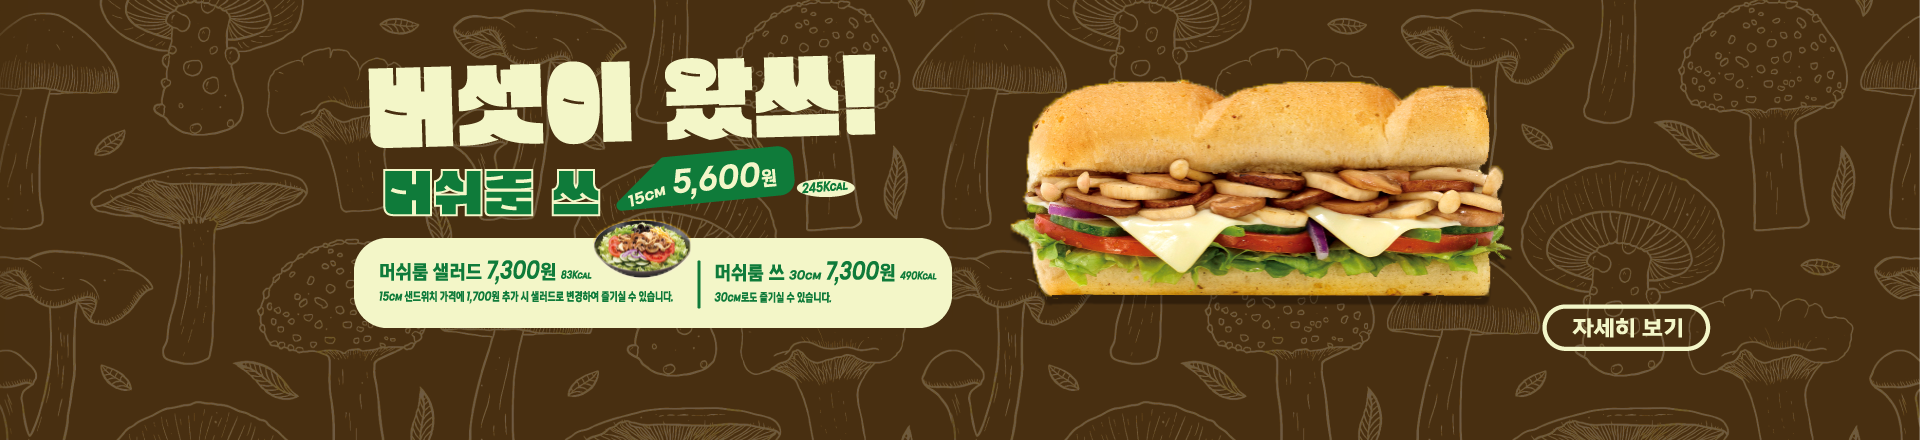 버섯이 왔쓰!
머쉬룸 쓰
15CM 5,600원
245KCAL
머쉬룸 샐러드 7,300원 83KCAL
15CM 샌드위치 가격에 1,700원 추가 시 샐러드로 변경하여 즐기실 수 있습니다.
머쉬룸 쓰 30CM 7,300원 490KCAL
30CM로도 즐기실 수 있습니다.
자세히 보기